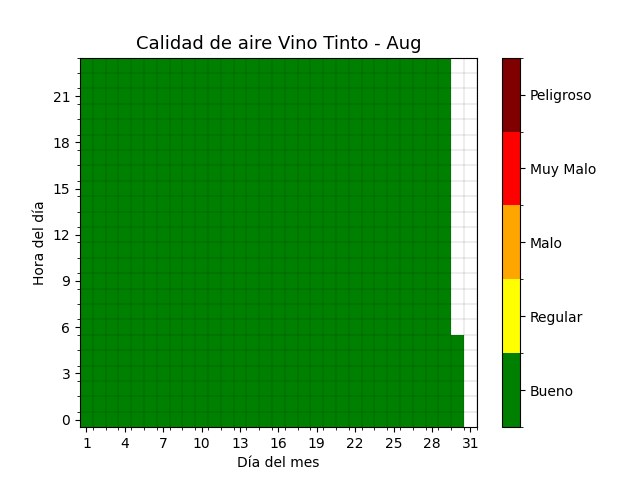 Calidad de aire Vino Tinto - Aug
Hora del día
21
18
15
12
9
6
3
0
1 4 7 10 13 16 19 22 25 28 31
Día del mes
Peligroso
Muy Malo
Malo
Regular
Bueno